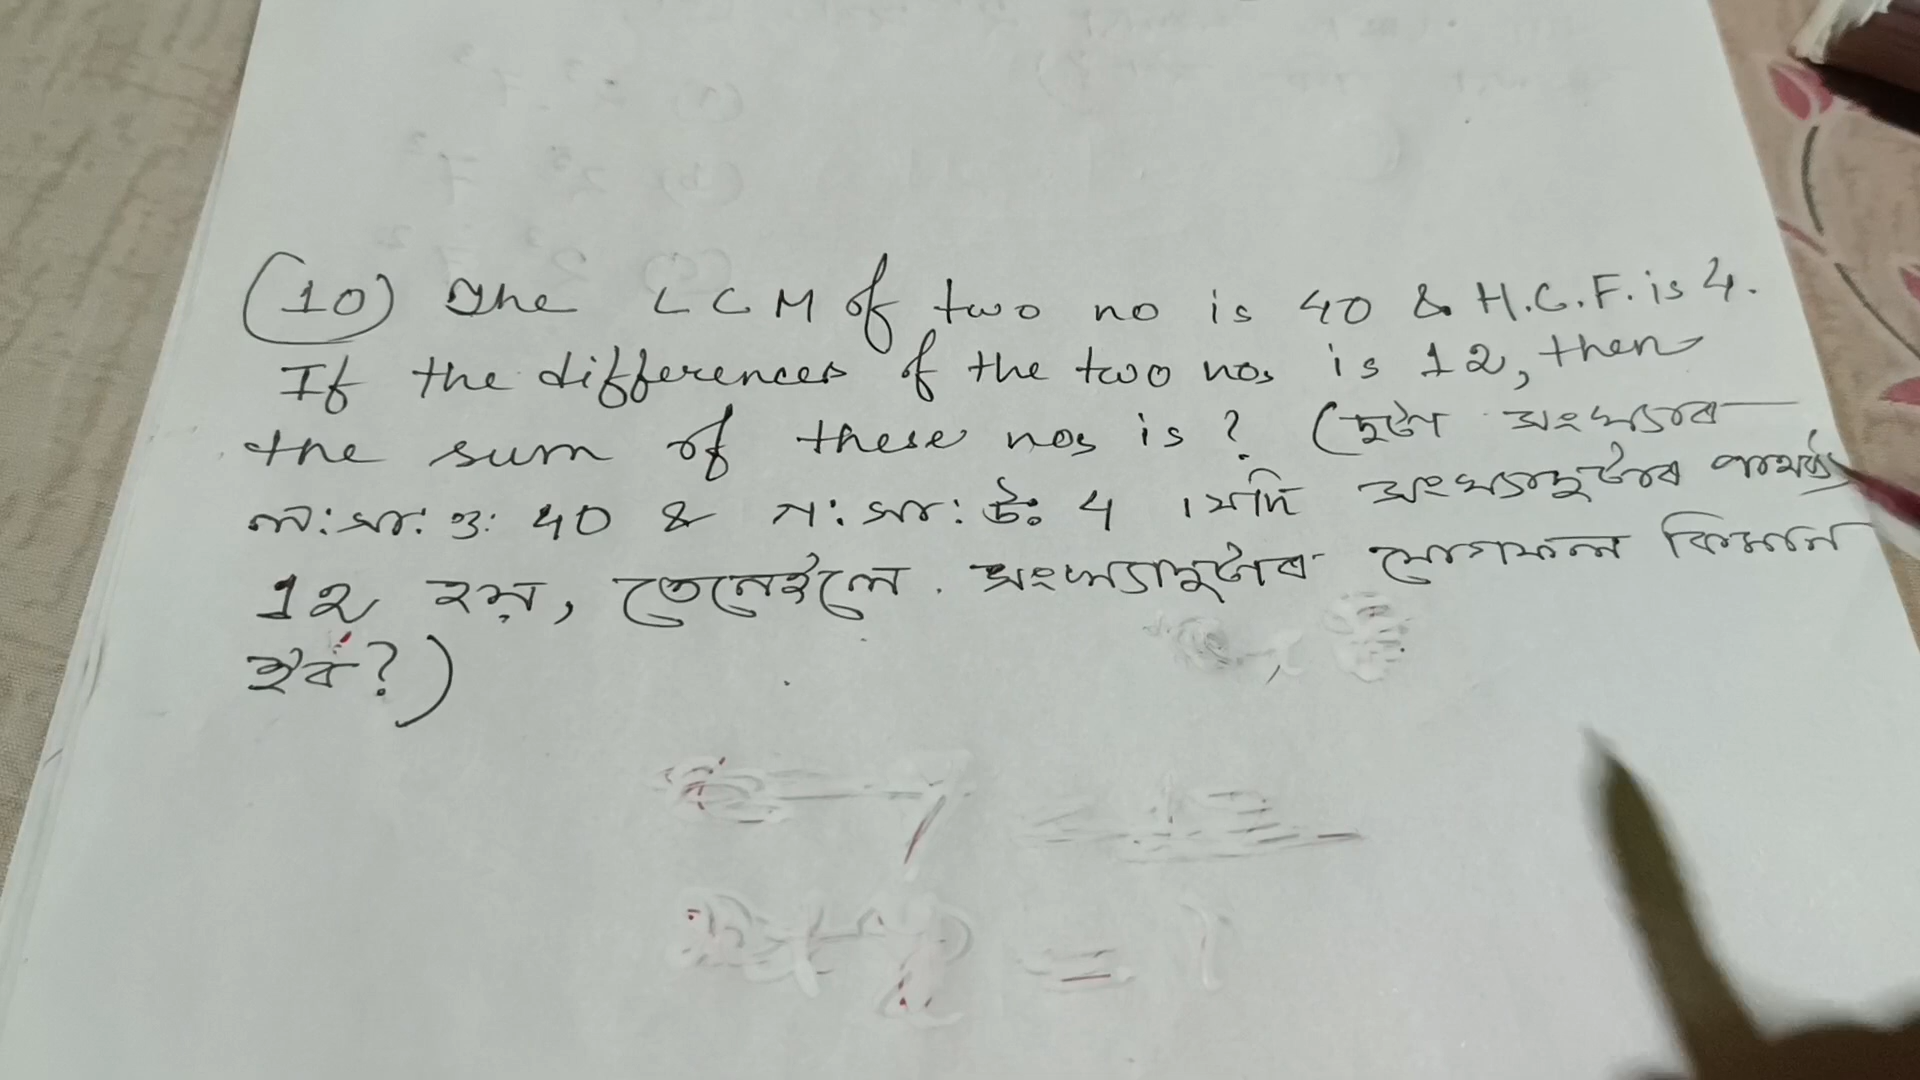 (10) The LCM of two no is 40 & H.C.F. is 4.
If the differences of the two nos is 12, then
the sum of these nos is? (দুটা সংখ্যাৰ
ল: সা: গু: 40 & গ: সা: উ: 4 । যদি সংখ্যাদুটাৰ পাৰ্থক্য
12 হয়, তেনেহলে সংখ্যাদুটাৰ যোগফল কিমান
হব?)